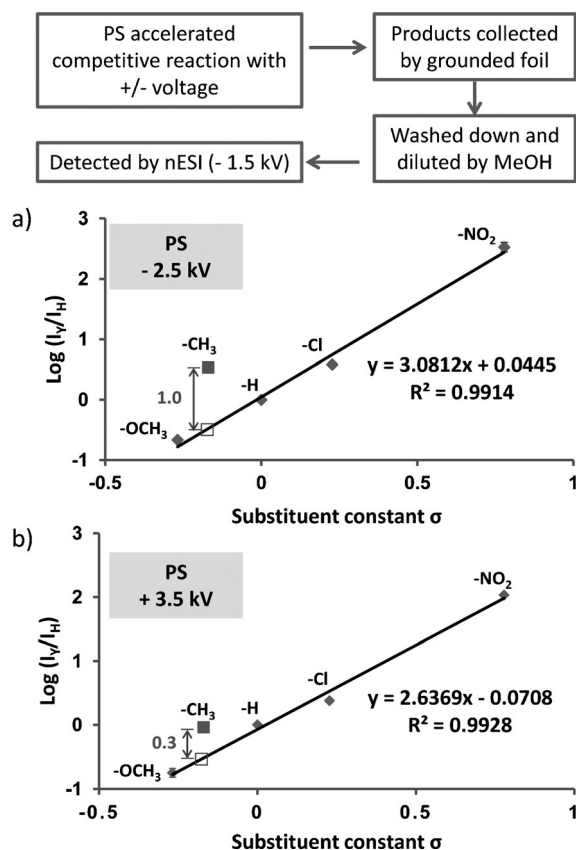 PS accelerated
competitive reaction with
+/- voltage
Products collected
by grounded foil
Washed down and
diluted by MeOH
Detected by nESI (- 1.5 kV)
a)
PS
- 2.5 kV
Log (I_Y/I_H)
3
2
1
0
-1
-NO₂
-CH₃
-Cl
-H
1.0
-OCH₃
y = 3.0812x + 0.0445
R² = 0.9914
-0.5 0 0.5 1
Substituent constant σ
b)
PS
+ 3.5 kV
Log (I_Y/I_H)
3
2
1
0
-1
-NO₂
-Cl
-H
-CH₃
0.3
-OCH₃
y = 2.6369x - 0.0708
R² = 0.9928
-0.5 0 0.5 1
Substituent constant σ